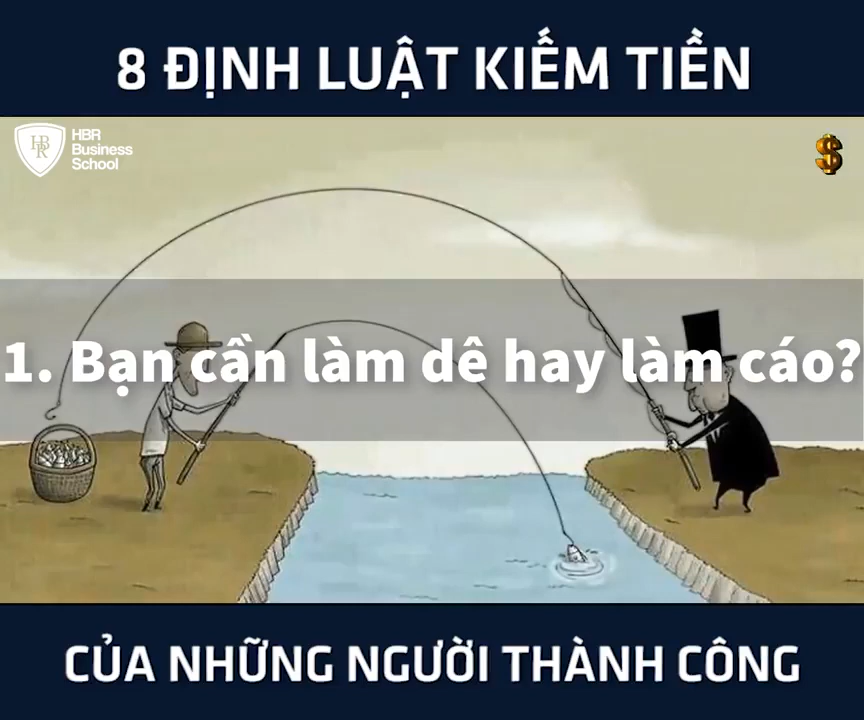 8 ĐỊNH LUẬT KIẾM TIỀN
HBR
Business
School
$
1. Bạn cần làm dê hay làm cáo?
CỦA NHỮNG NGƯỜI THÀNH CÔNG